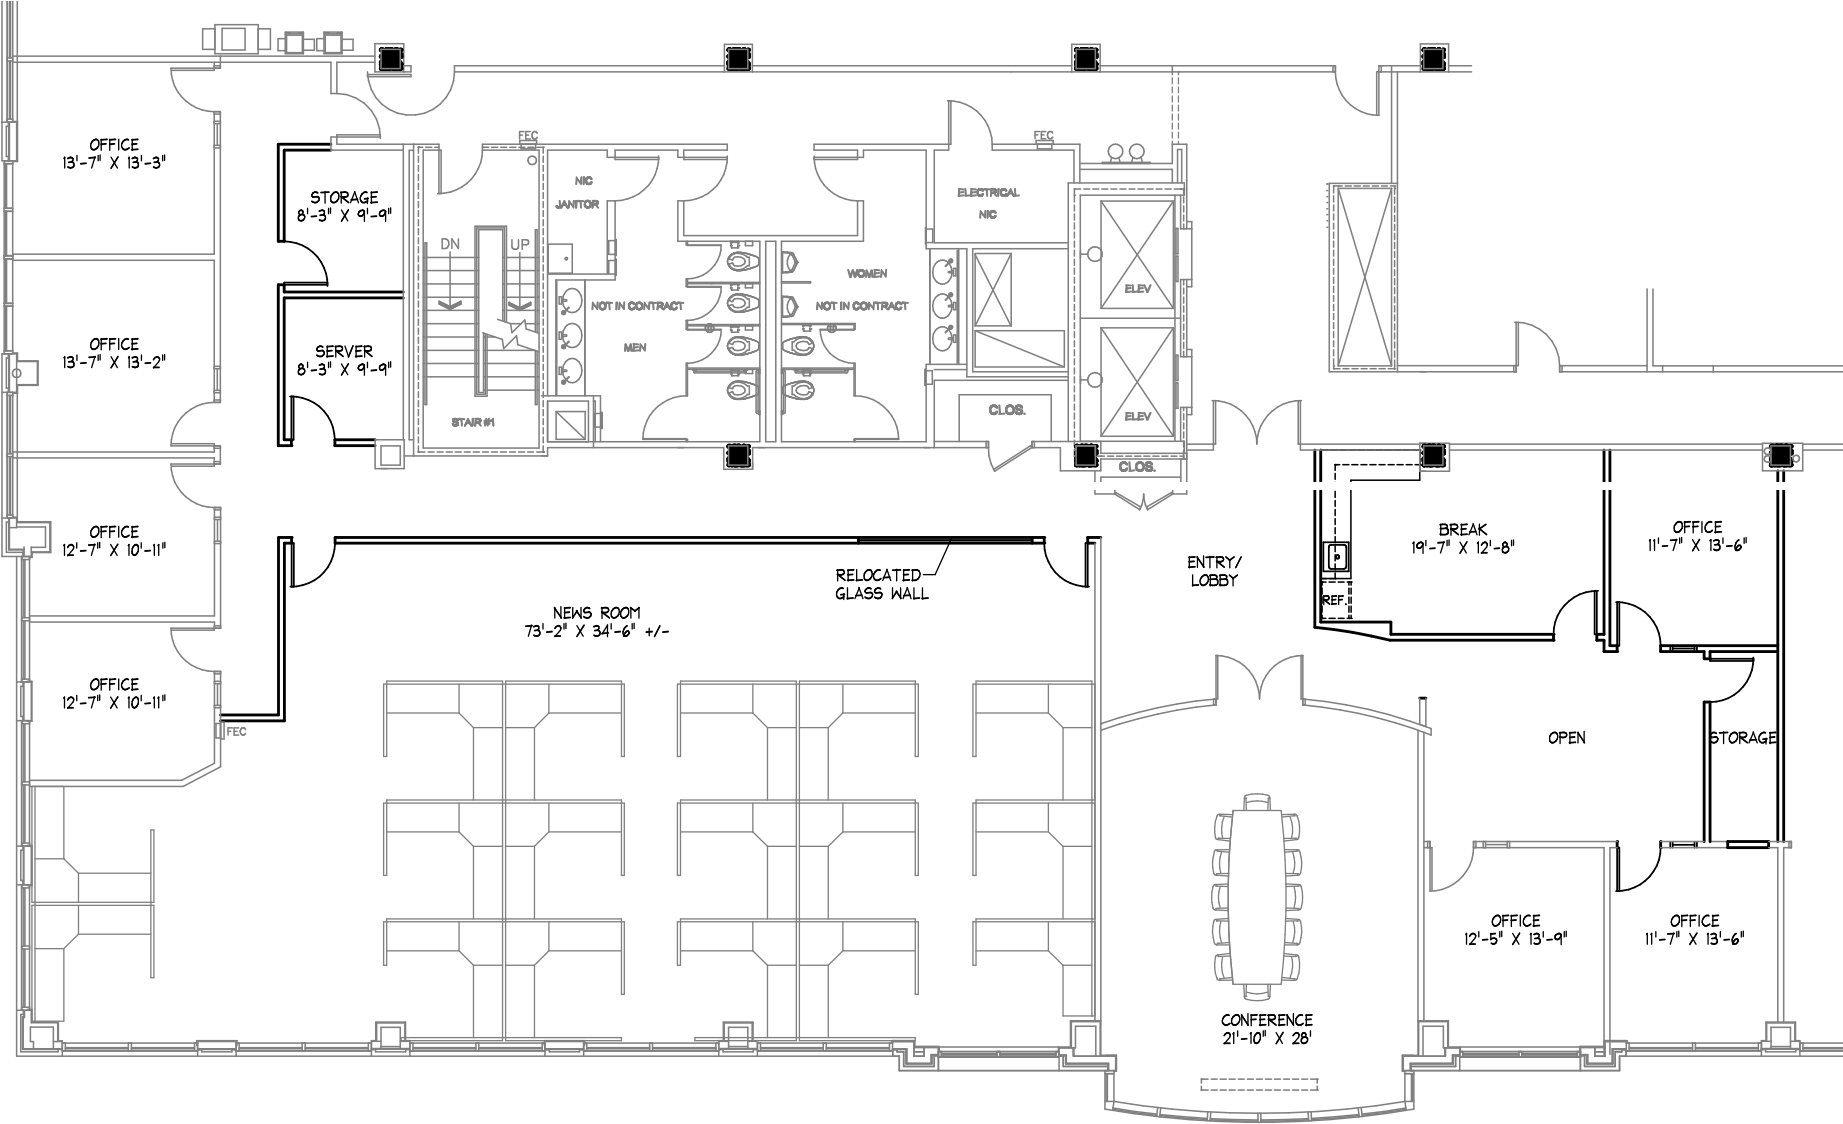 OFFICE
13'-7" X 13'-3"
STORAGE
8'-3" X 9'-9"
FEC
NIC
JANITOR
FEC
ELECTRICAL
NIC
DN
UP
WOMEN
NOT IN CONTRACT
NOT IN CONTRACT
MEN
ELEV
OFFICE
13'-7" X 13'-2"
SERVER
8'-3" X 9'-9"
STAIR #1
CLOS.
ELEV
CLOS.
OFFICE
12'-7" X 10'-11"
RELOCATED
GLASS WALL
ENTRY/
LOBBY
BREAK
19'-7" X 12'-8"
OFFICE
11'-7" X 13'-6"
REF.
NEWS ROOM
73'-2" X 34'-6" +/-
OFFICE
12'-7" X 10'-11"
FEC
OPEN
STORAGE
OFFICE
12'-5" X 13'-9"
OFFICE
11'-7" X 13'-6"
CONFERENCE
21'-10" X 28'